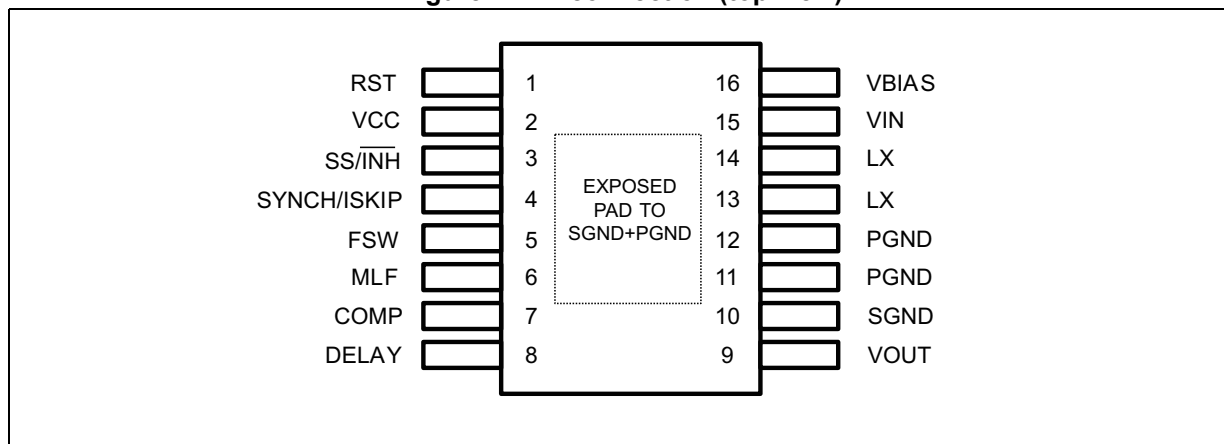 RST 1 16 VBIAS
VCC 2 15 VIN
SS/INH 3 14 LX
SYNCH/ISKIP 4 13 LX
FSW 5 12 PGND
MLF 6 11 PGND
COMP 7 10 SGND
DELAY 8 9 VOUT
EXPOSED
PAD TO
SGND+PGND